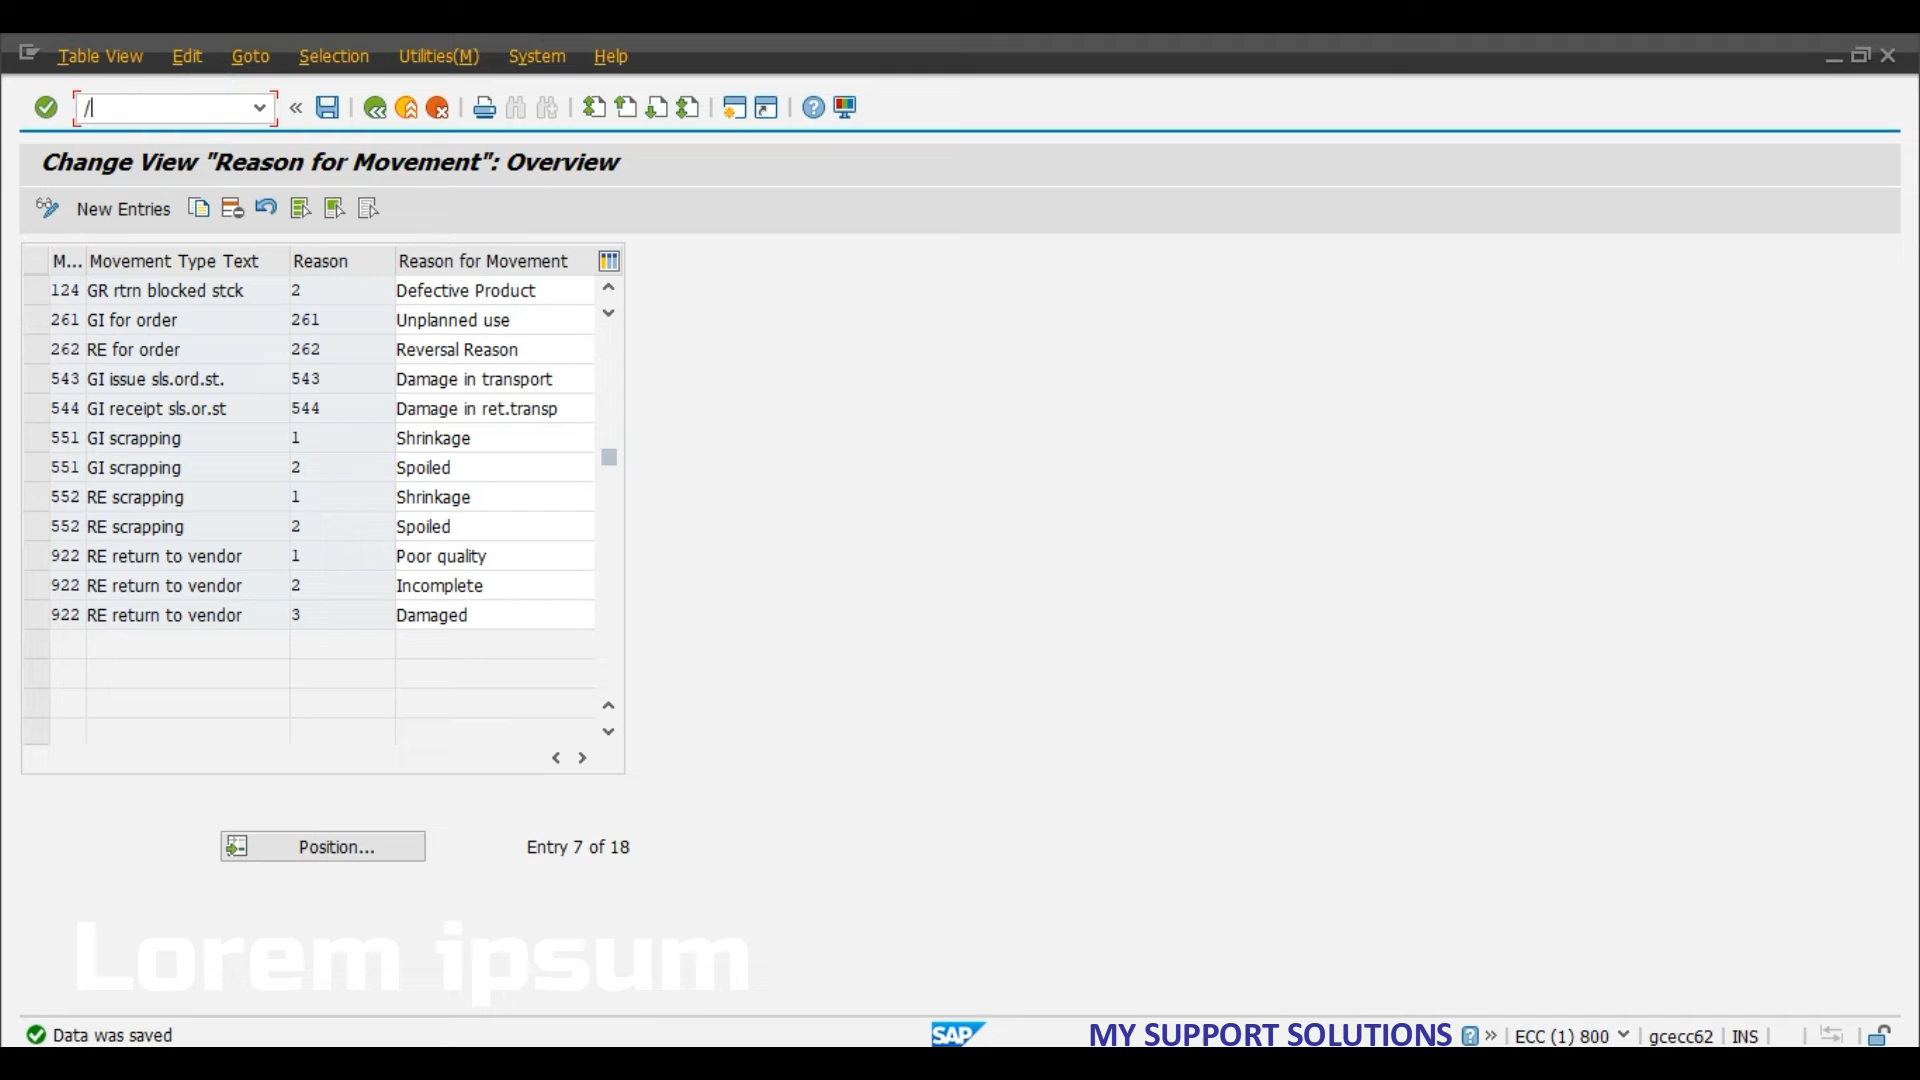 Table View Edit Goto Selection Utilities(M) System Help
/
Change View "Reason for Movement": Overview
New Entries
M... Movement Type Text Reason Reason for Movement
124 GR rtrn blocked stck 2 Defective Product
261 GI for order 261 Unplanned use
262 RE for order 262 Reversal Reason
543 GI issue sls.ord.st. 543 Damage in transport
544 GI receipt sls.or.st 544 Damage in ret.transp
551 GI scrapping 1 Shrinkage
551 GI scrapping 2 Spoiled
552 RE scrapping 1 Shrinkage
552 RE scrapping 2 Spoiled
922 RE return to vendor 1 Poor quality
922 RE return to vendor 2 Incomplete
922 RE return to vendor 3 Damaged
Position... Entry 7 of 18
Lorem ipsum
Data was saved SAP MY SUPPORT SOLUTIONS ECC (1) 800 gcecc62 INS